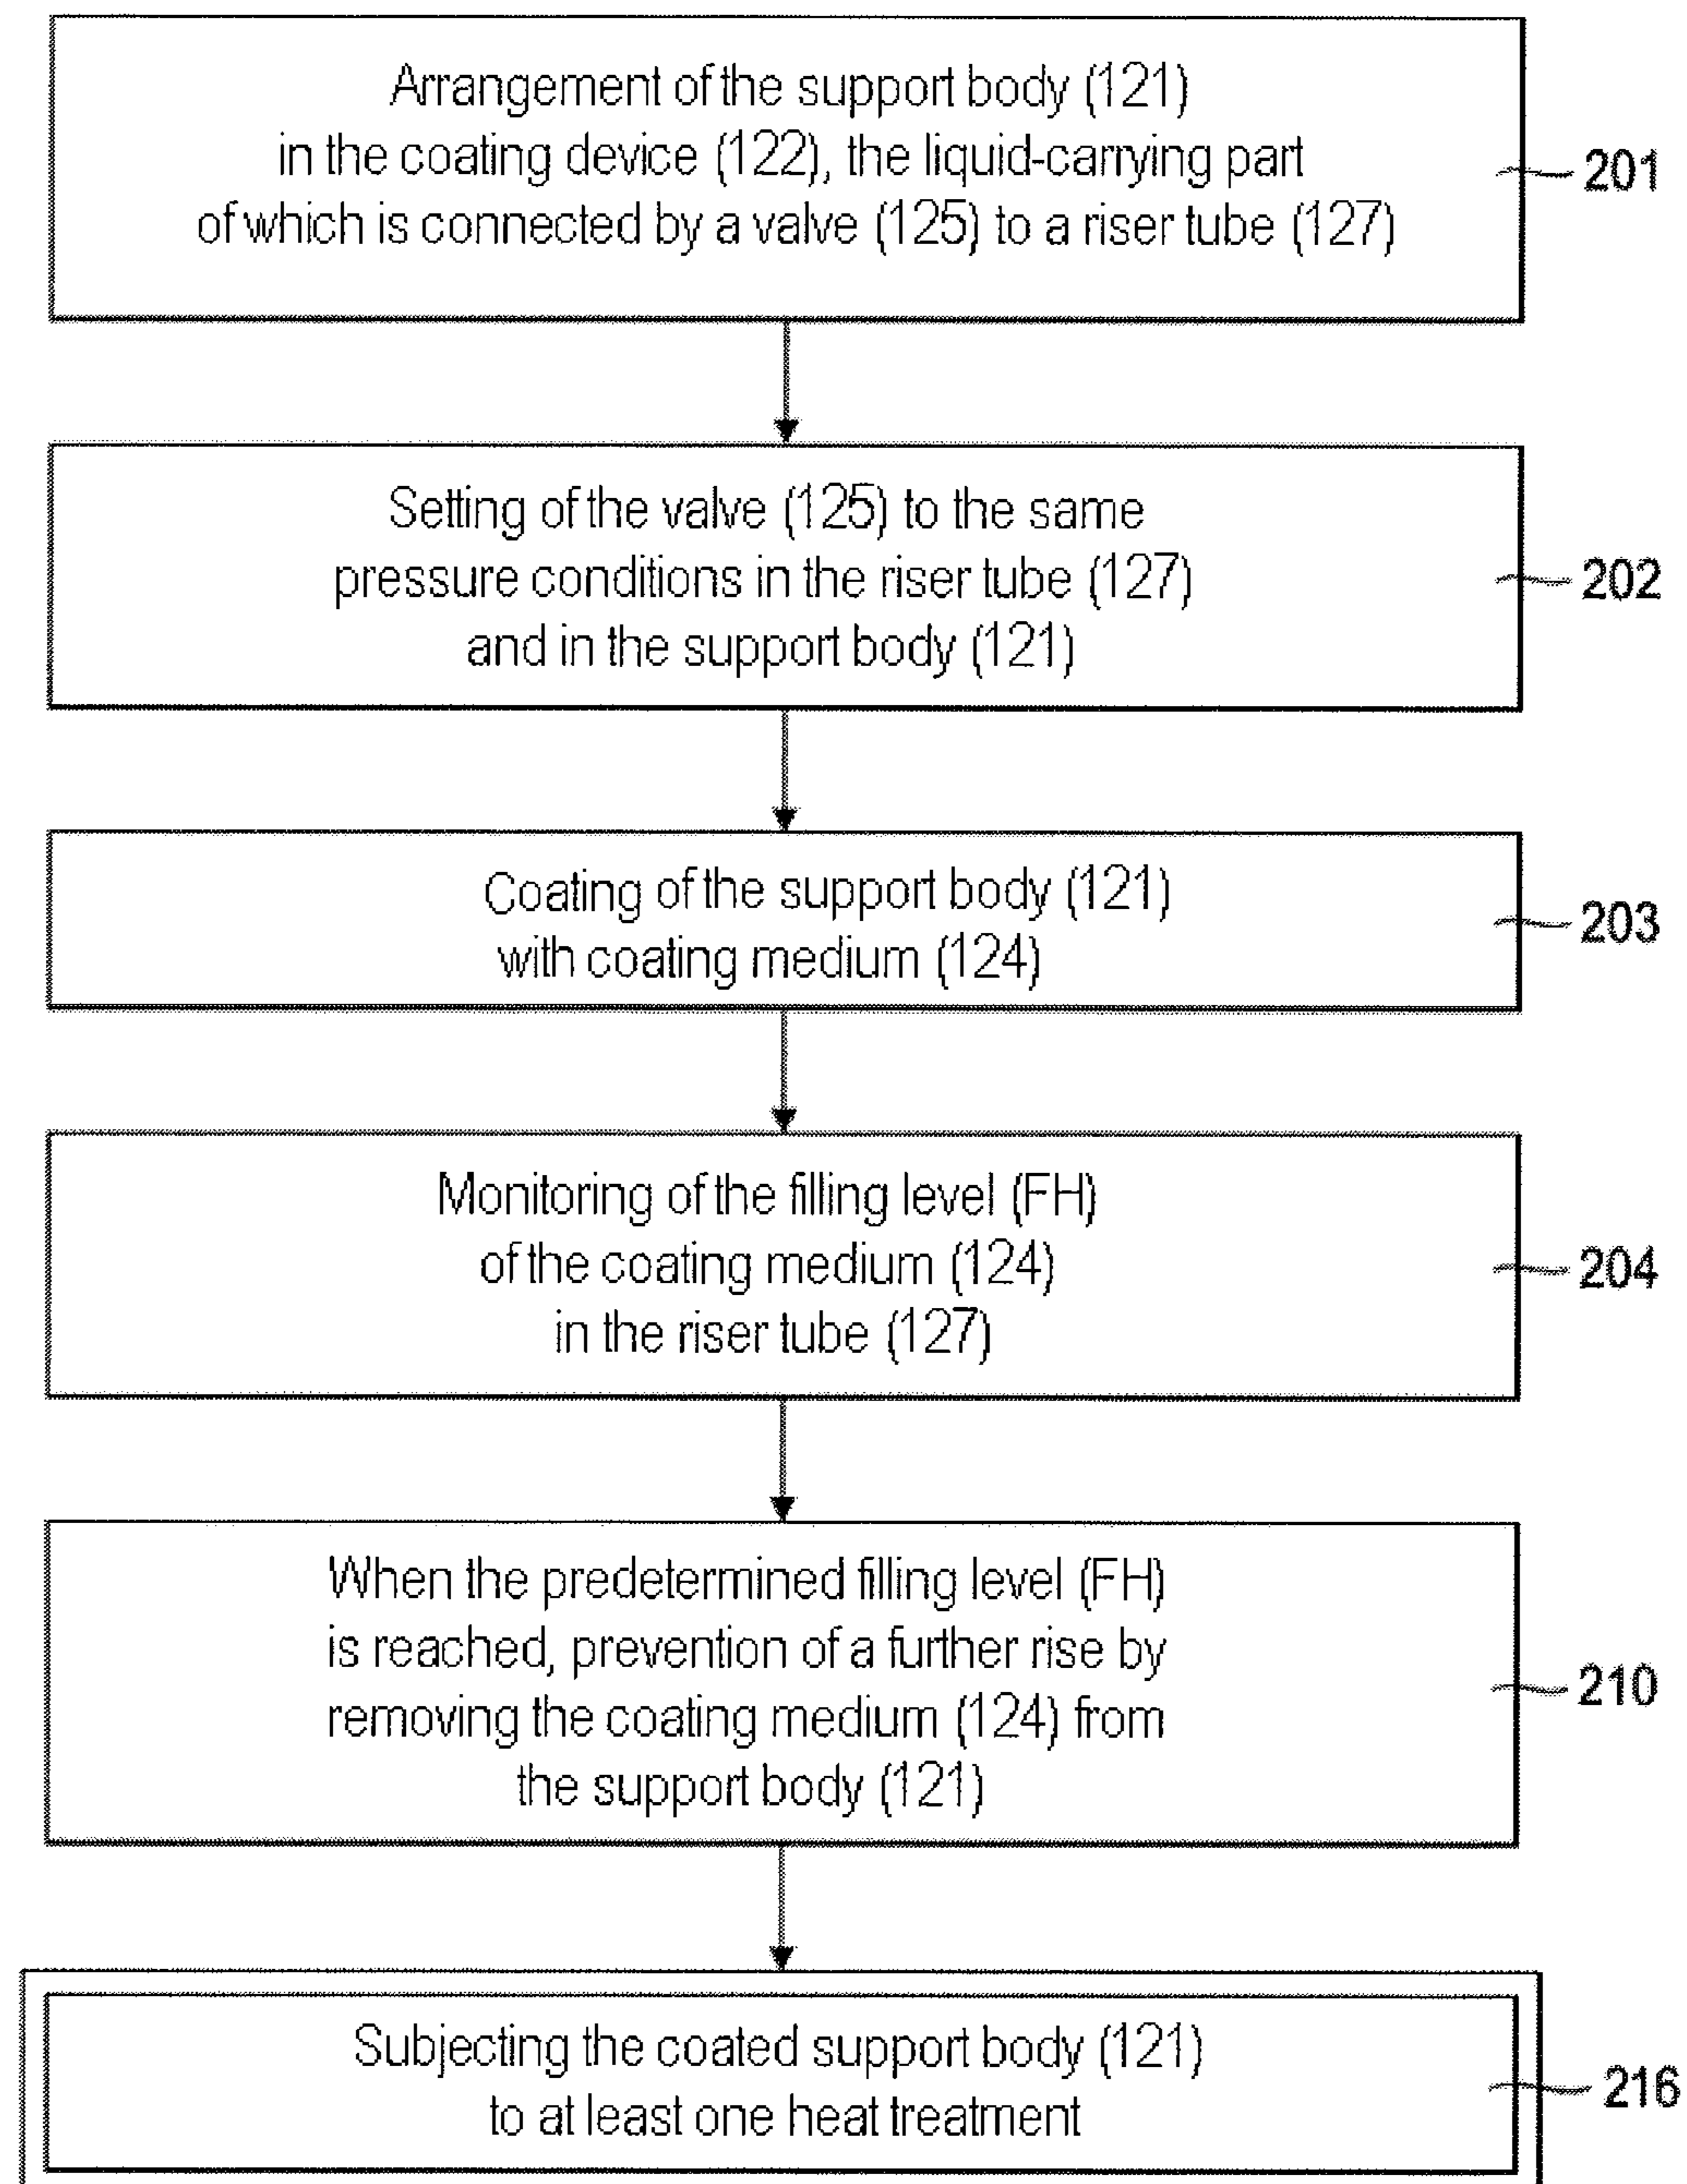 Arrangement of the support body (121)
in the coating device (122), the liquid-carrying part
of which is connected by a valve (125) to a riser tube (127)
201
Setting of the valve (125) to the same
pressure conditions in the riser tube (127)
and in the support body (121)
202
Coating of the support body (121)
with coating medium (124)
203
Monitoring of the filling level (FH)
of the coating medium (124)
in the riser tube (127)
204
When the predetermined filling level (FH)
is reached, prevention of a further rise by
removing the coating medium (124) from
the support body (121)
210
Subjecting the coated support body (121)
to at least one heat treatment
216